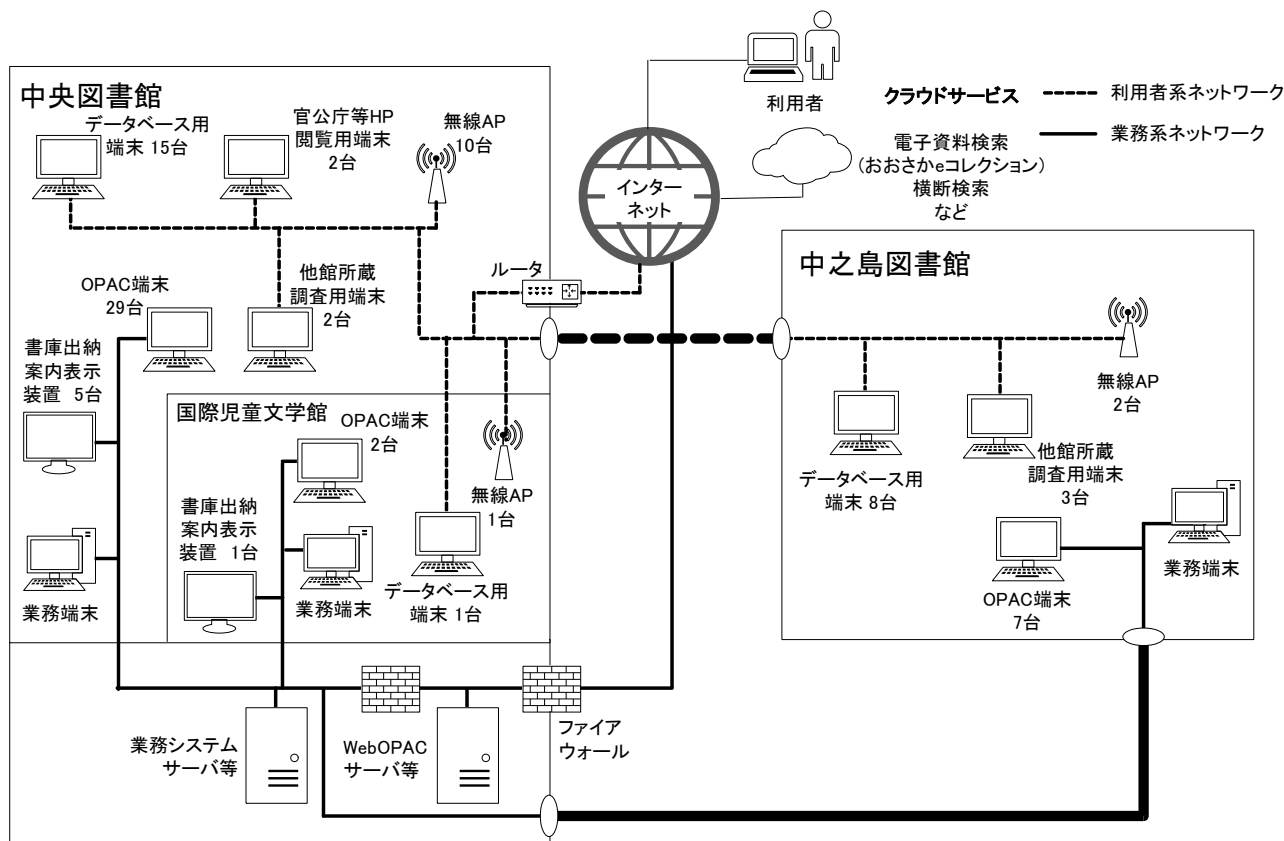 中央図書館
データベース用
端末 15台
官公庁等HP
閲覧用端末
2台
無線AP
10台
OPAC端末
29台
他館所蔵
調査用端末
2台
書庫出納
案内表示
装置 5台
業務端末
国際児童文学館
OPAC端末
2台
書庫出納
案内表示
装置 1台
業務端末
無線AP
1台
データベース用
端末 1台
ルータ
インター
ネット
利用者
クラウドサービス
電子資料検索
(おおさかeコレクション)
横断検索
など
利用者系ネットワーク
業務系ネットワーク
中之島図書館
無線AP
2台
データベース用
端末 8台
他館所蔵
調査用端末
3台
OPAC端末
7台
業務端末
業務システム
サーバ等
WebOPAC
サーバ等
ファイア
ウォール